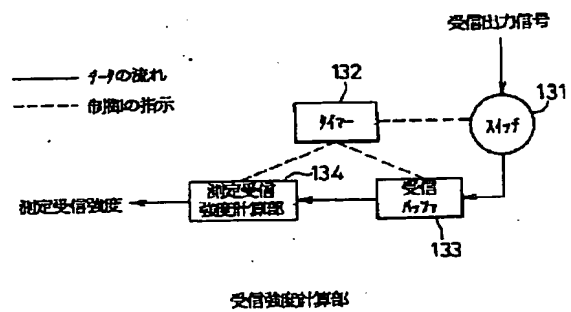 受信出力信号
データの流れ
制御の指示
132
タイマー
131
スイッチ
134
測定受信
強度計算部
受信
バッファ
133
測定受信強度
受信強度計算部